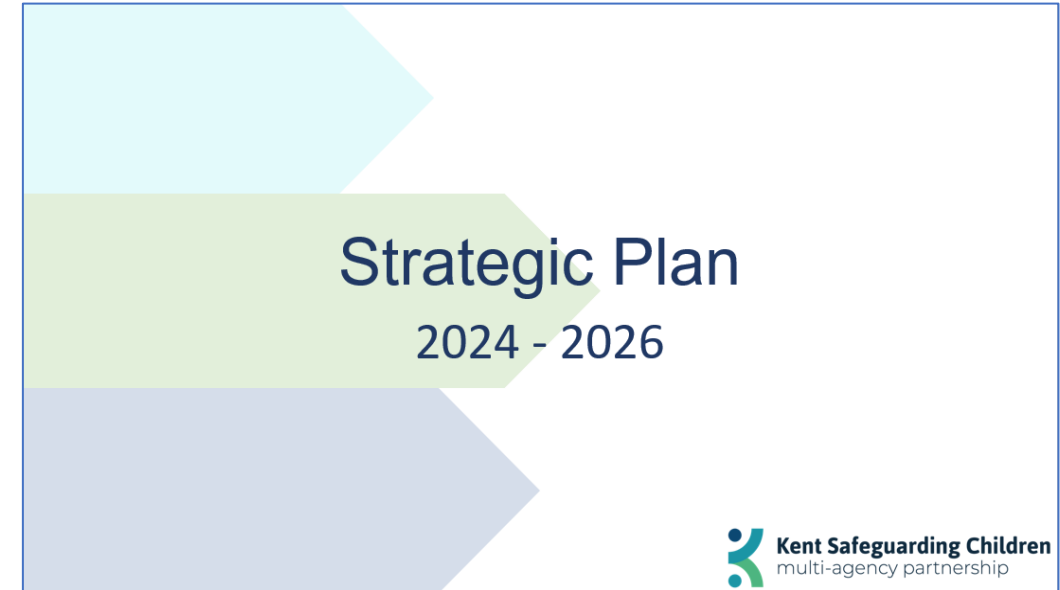 Strategic Plan
2024 - 2026
Kent Safeguarding Children
multi-agency partnership